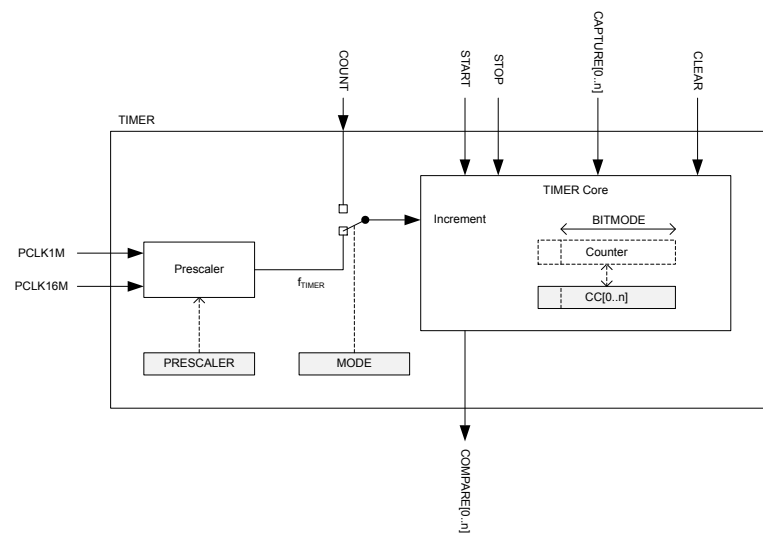 COUNT
START
STOP
CAPTURE[0..n]
CLEAR
TIMER
TIMER Core
Increment
BITMODE
Counter
CC[0..n]
PCLK1M
PCLK16M
Prescaler
fTIMER
PRESCALER
MODE
COMPARE[0..n]